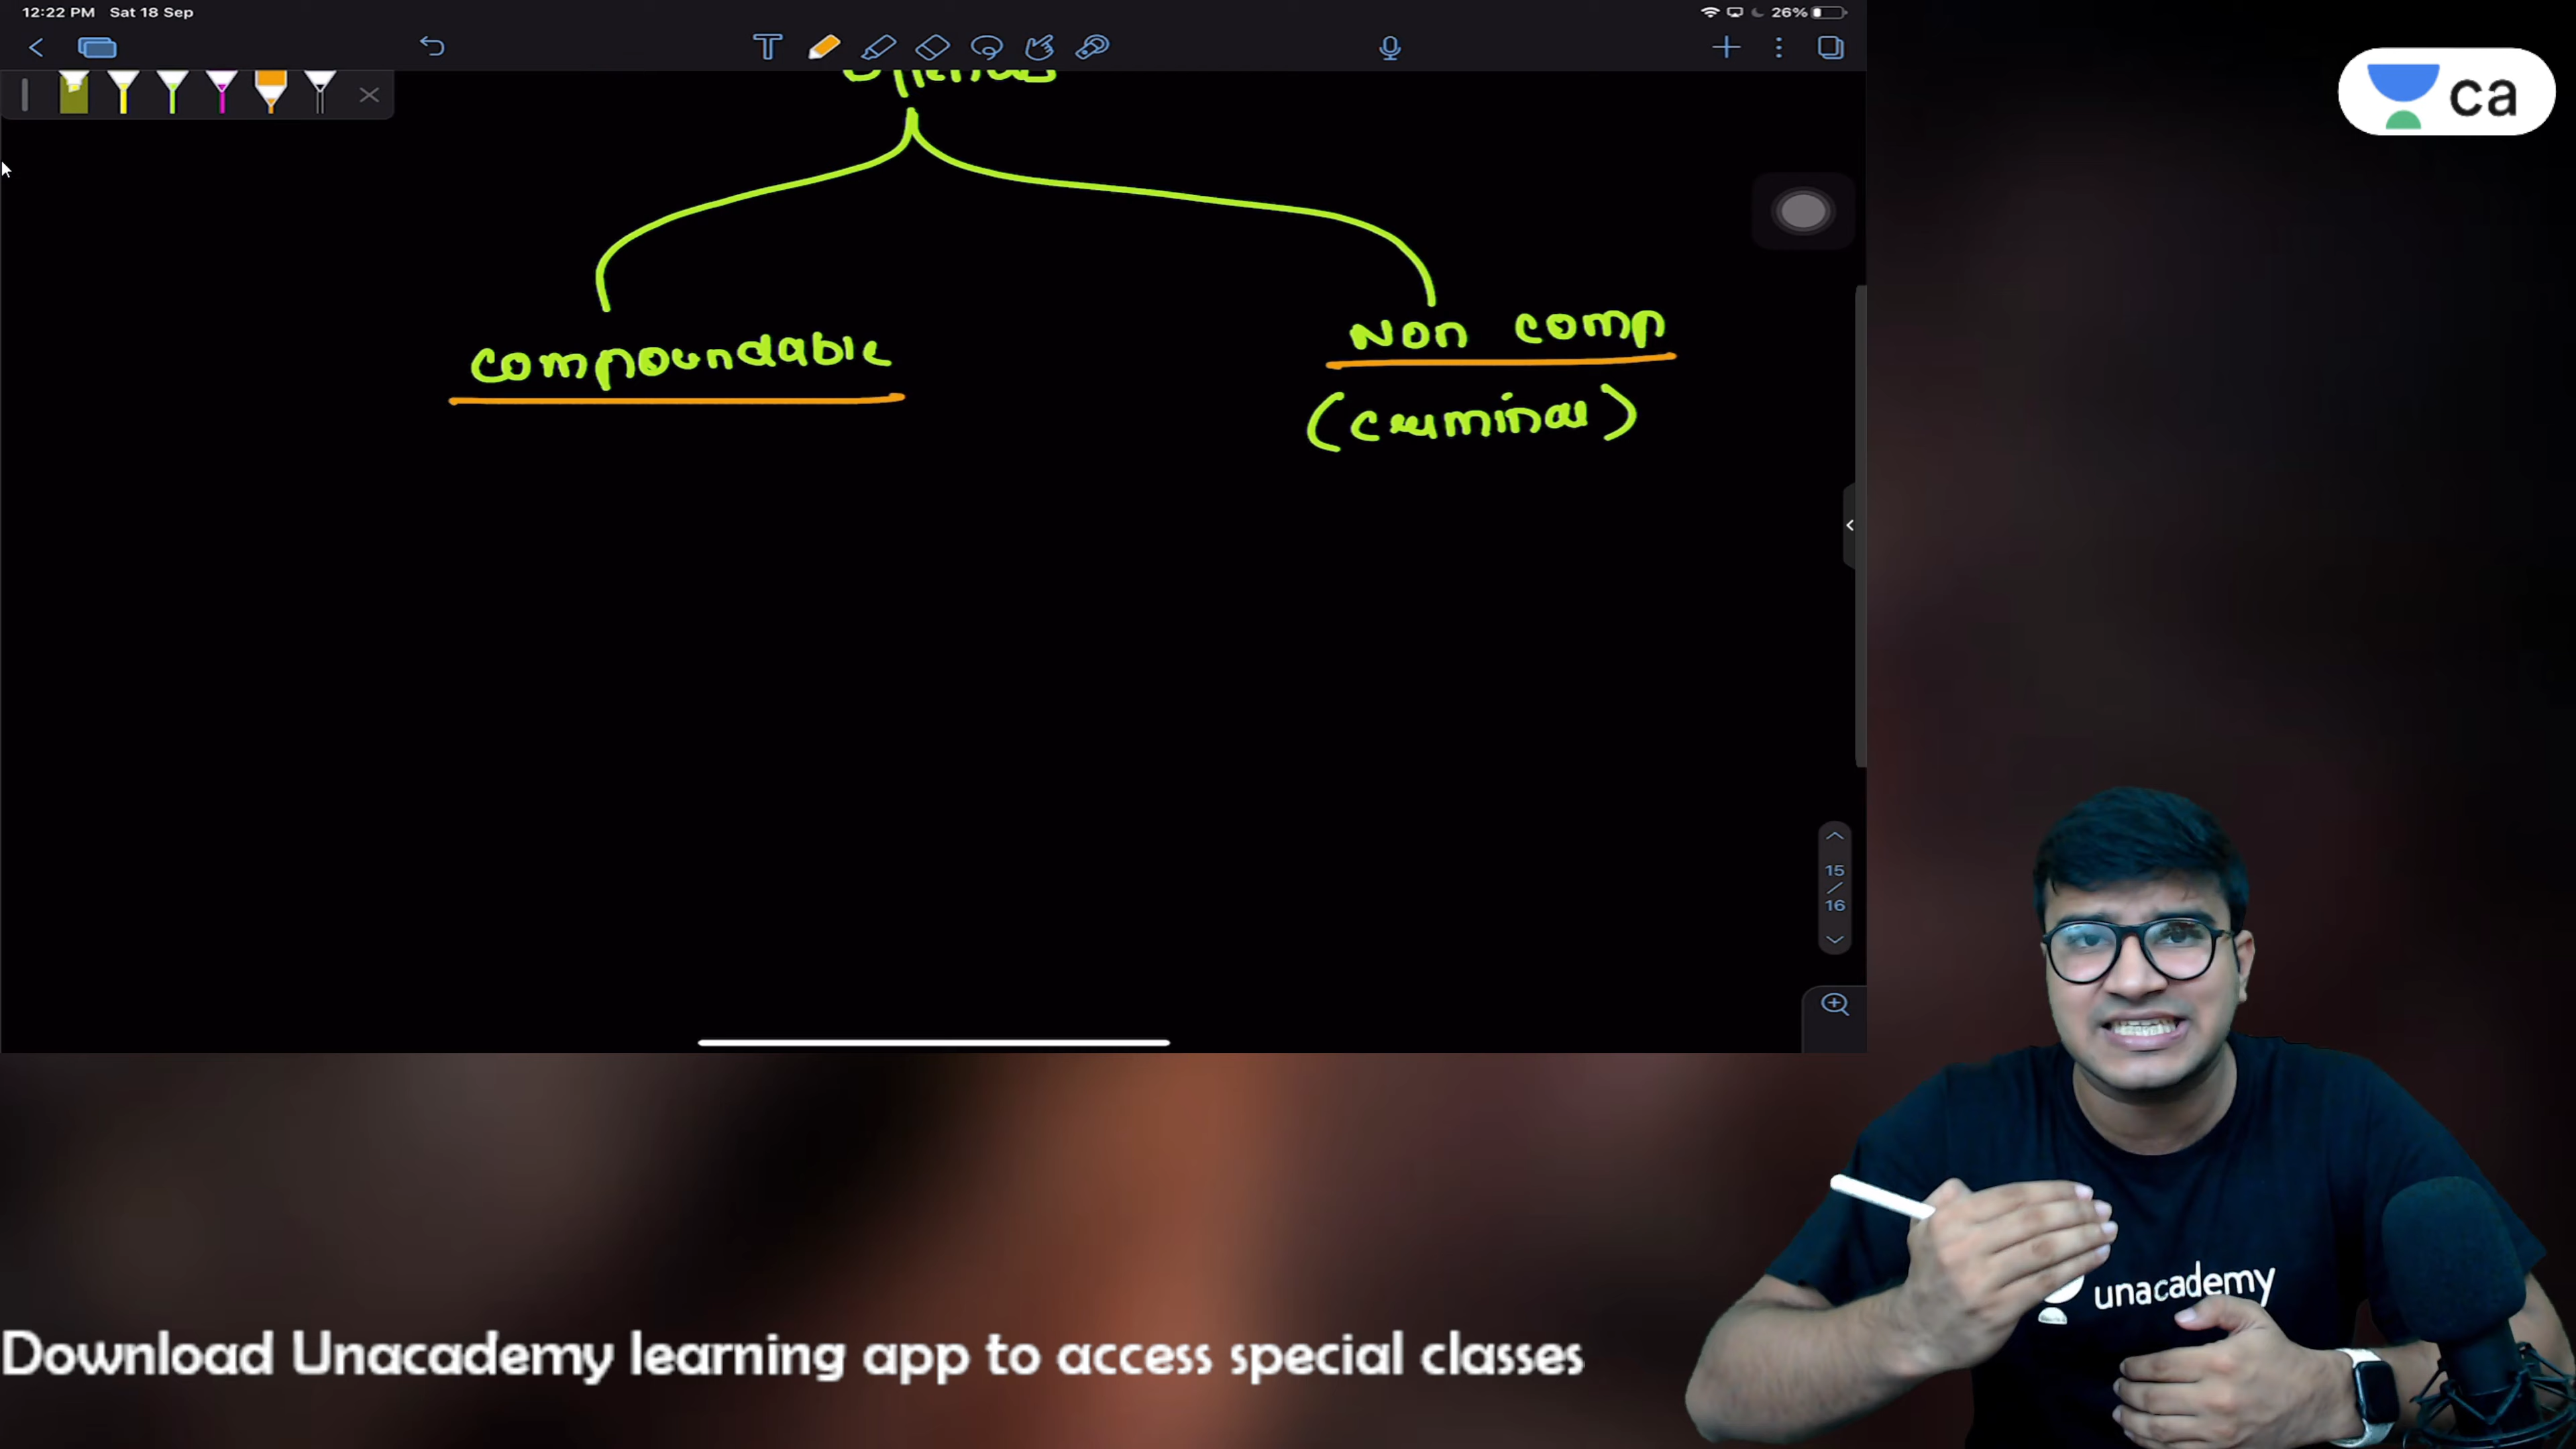 12:22 PM Sat 18 Sep
26%
ca
compoundable
Non comp
(criminal)
15
/
16
unacademy
Download Unacademy learning app to access special classes